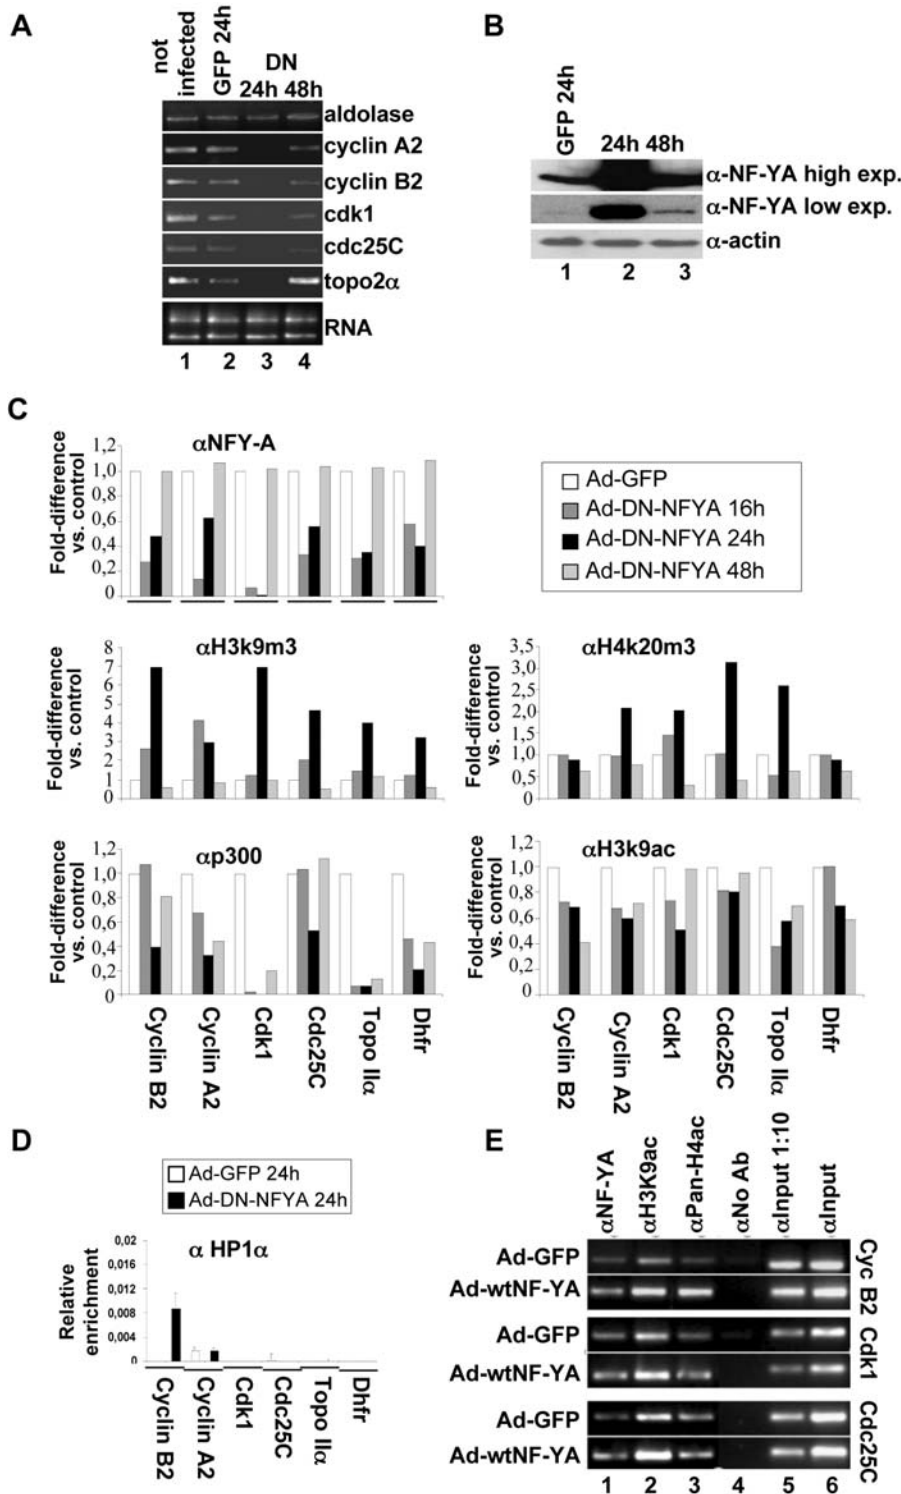 A
not
infected
GFP 24h
DN
24h 48h
aldolase
cyclin A2
cyclin B2
cdk1
cdc25C
topo2α
RNA
1 2 3 4
B
GFP 24h
24h 48h
α-NF-YA high exp.
α-NF-YA low exp.
α-actin
1 2 3
C
αNFY-A
Fold-difference
vs. control
1,2
1,0
0,8
0,6
0,4
0,2
0
Ad-GFP
Ad-DN-NFYA 16h
Ad-DN-NFYA 24h
Ad-DN-NFYA 48h
αH3k9m3
Fold-difference
vs. control
8
7
6
5
4
3
2
1
0
αH4k20m3
Fold-difference
vs. control
3,5
3,0
2,5
2,0
1,0
0,5
0
αp300
Fold-difference
vs. control
1,2
1,0
0,8
0,6
0,4
0,2
0
Cyclin B2
Cyclin A2
Cdk1
Cdc25C
Topo IIα
Dhfr
αH3k9ac
Fold-difference
vs. control
1,2
1,0
0,8
0,6
0,4
0,2
0
Cyclin B2
Cyclin A2
Cdk1
Cdc25C
Topo IIα
Dhfr
D
Ad-GFP 24h
Ad-DN-NFYA 24h
α HP1α
Relative
enrichment
0,02
0,012
0,008
0,004
0
Cyclin B2
Cyclin A2
Cdk1
Cdc25C
Topo IIα
Dhfr
E
αNF-YA
αH3K9ac
αPan-H4ac
αNo Ab
αInput 1:10
αInput
Ad-GFP
Ad-wtNF-YA
Cyc B2
Ad-GFP
Ad-wtNF-YA
Cdk1
Ad-GFP
Ad-wtNF-YA
Cdc25C
1 2 3 4 5 6